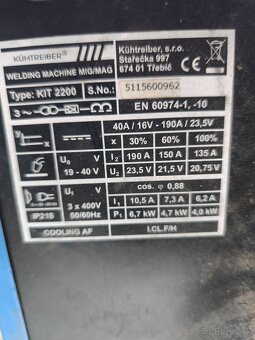 KÜHTREIBER
Kühtreiber, s.r.o.
Stařečka 997
674 01 Třebíč
CE
WELDING MACHINE MIG/MAG
Type: KIT 2200
S.No.: 5115600962
3~
EN 60974-1, -10
40A / 16V - 190A / 23,5V
X 30% 60% 100%
U₀ V 19 - 40 V
I₂ 190 A 150 A 135 A
U₂ 23,5 V 21,5 V 20,75 V
cos. φ 0,88
U₁ V
3 x 400V
50/60Hz
I₁ 10,5 A 7,3 A 6,2 A
IP21S
P₁ 6,7 kW 4,7 kW 4,0 kW
COOLING AF
I.CL.F/H